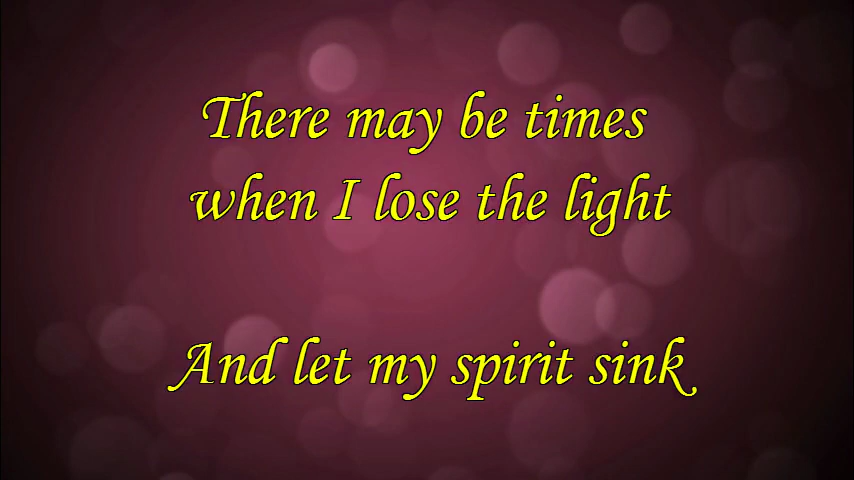 There may be times
when I lose the light
And let my spirit sink